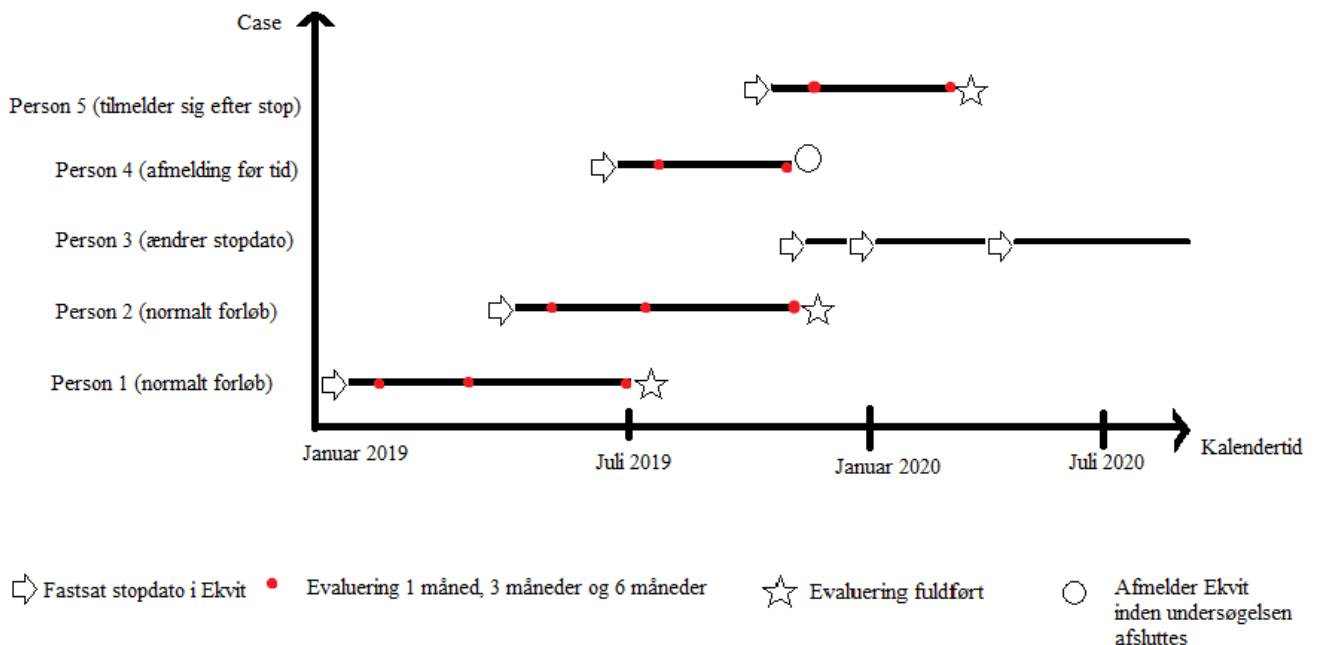 Case
Person 5 (tilmelder sig efter stop)
Person 4 (afmelding før tid)
Person 3 (ændrer stopdato)
Person 2 (normalt forløb)
Person 1 (normalt forløb)
Januar 2019
Juli 2019
Januar 2020
Juli 2020
Kalendertid
Fastsat stopdato i Ekvit
Evaluering 1 måned, 3 måneder og 6 måneder
Evaluering fuldført
Afmelder Ekvit
inden undersøgelsen
afsluttes